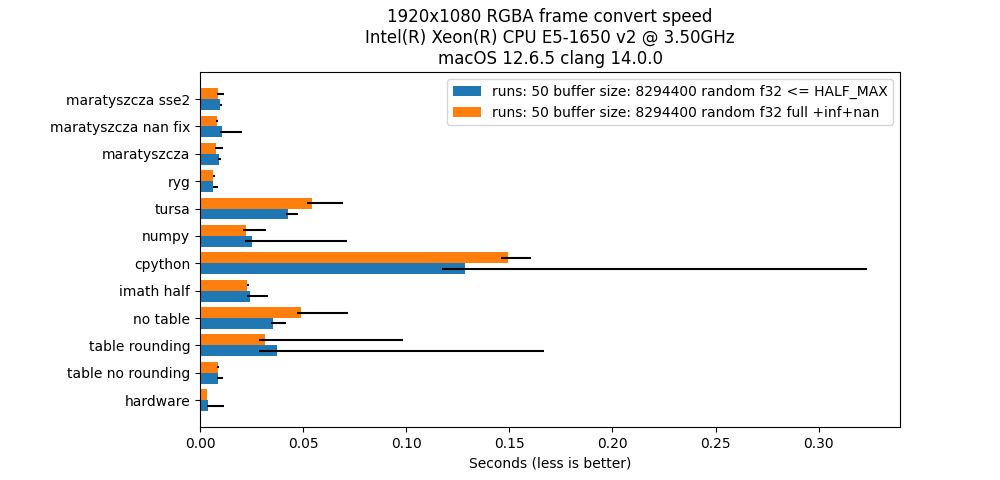 1920x1080 RGBA frame convert speed
Intel(R) Xeon(R) CPU E5-1650 v2 @ 3.50GHz
macOS 12.6.5 clang 14.0.0
runs: 50 buffer size: 8294400 random f32 <= HALF_MAX
runs: 50 buffer size: 8294400 random f32 full +inf+nan
maratyszcza sse2
maratyszcza nan fix
maratyszcza
ryg
tursa
numpy
cpython
imath half
no table
table rounding
table no rounding
hardware
0.00 0.05 0.10 0.15 0.20 0.25 0.30
Seconds (less is better)